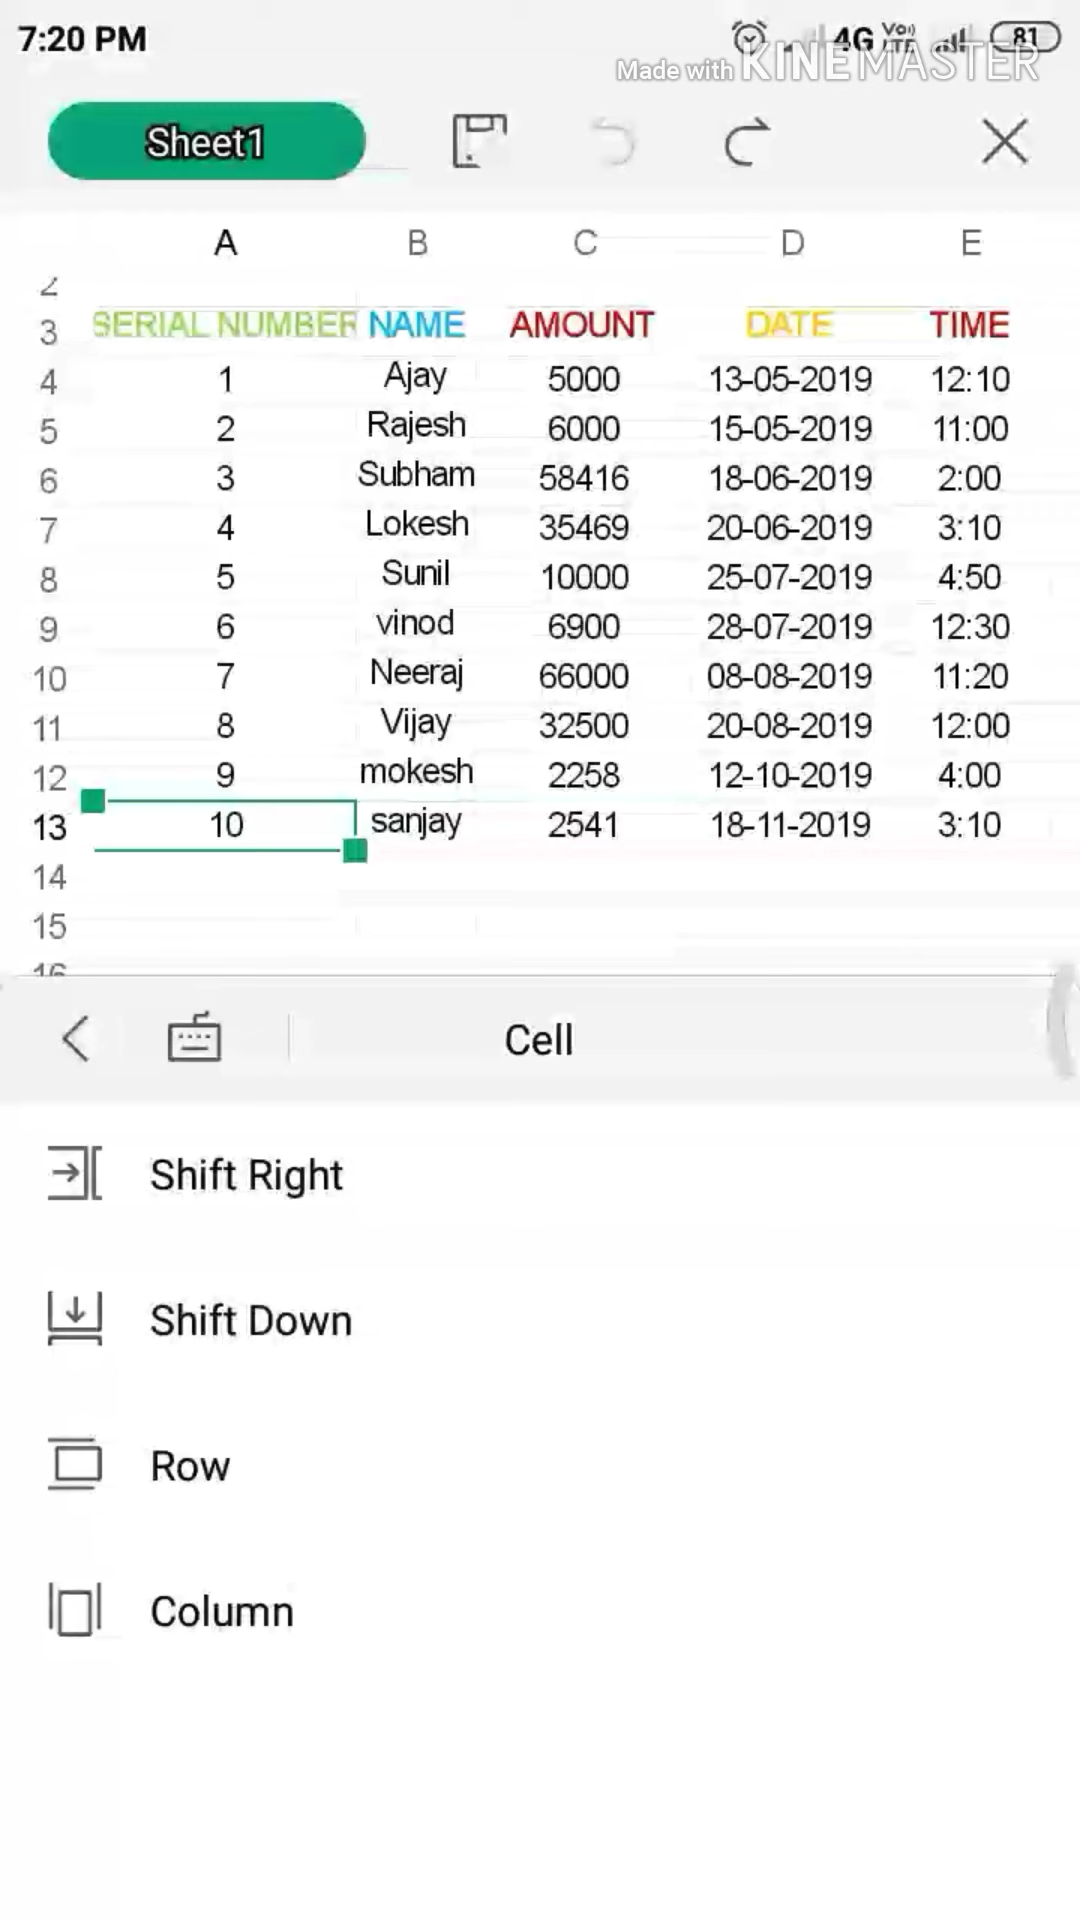 7:20 PM 4G Vo)) LTE 81
Made with KINEMASTER
Sheet1
A B C D E
2
3 SERIAL NUMBER NAME AMOUNT DATE TIME
4 1 Ajay 5000 13-05-2019 12:10
5 2 Rajesh 6000 15-05-2019 11:00
6 3 Subham 58416 18-06-2019 2:00
7 4 Lokesh 35469 20-06-2019 3:10
8 5 Sunil 10000 25-07-2019 4:50
9 6 vinod 6900 28-07-2019 12:30
10 7 Neeraj 66000 08-08-2019 11:20
11 8 Vijay 32500 20-08-2019 12:00
12 9 mokesh 2258 12-10-2019 4:00
13 10 sanjay 2541 18-11-2019 3:10
14
15
16
Cell
Shift Right
Shift Down
Row
Column